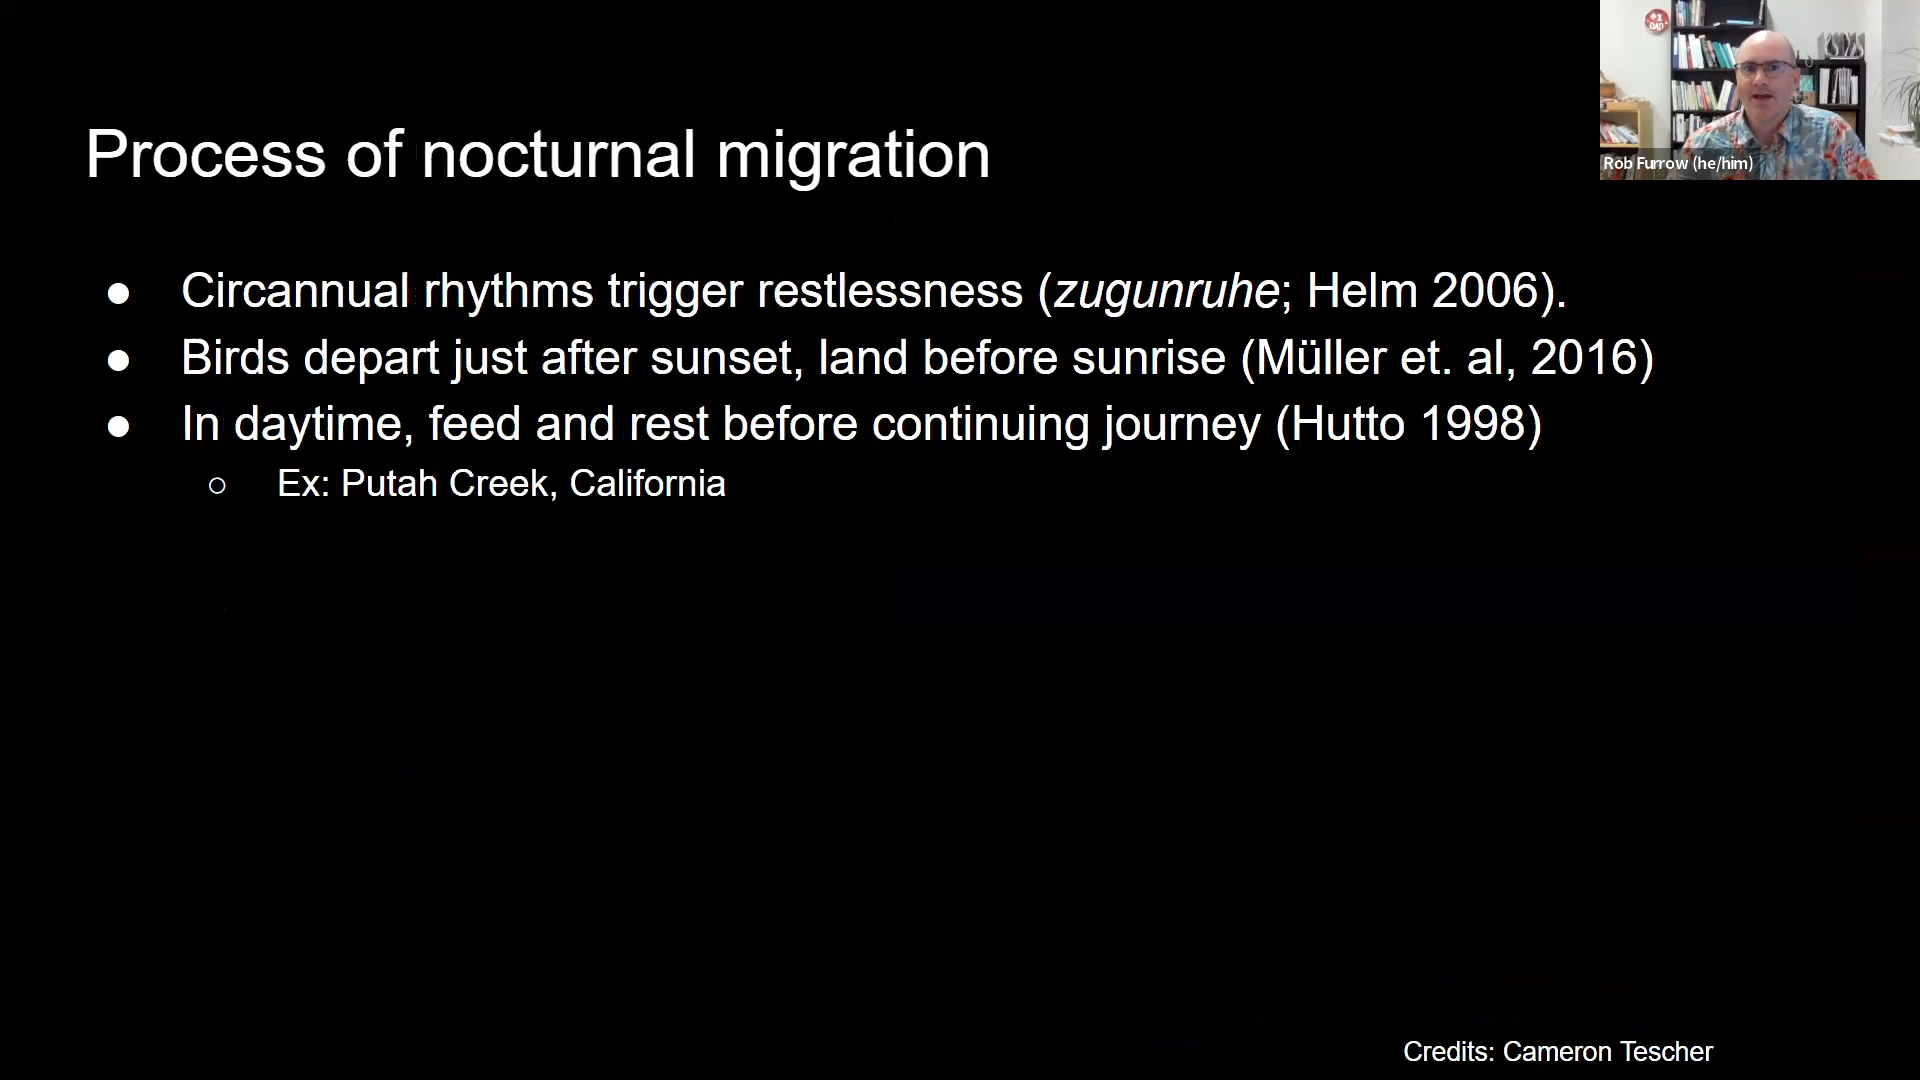 Process of nocturnal migration
● Circannual rhythms trigger restlessness (zugunruhe; Helm 2006).
● Birds depart just after sunset, land before sunrise (Müller et. al, 2016)
● In daytime, feed and rest before continuing journey (Hutto 1998)
○ Ex: Putah Creek, California
Credits: Cameron Tescher
#1
DAD
Rob Furrow (he/him)